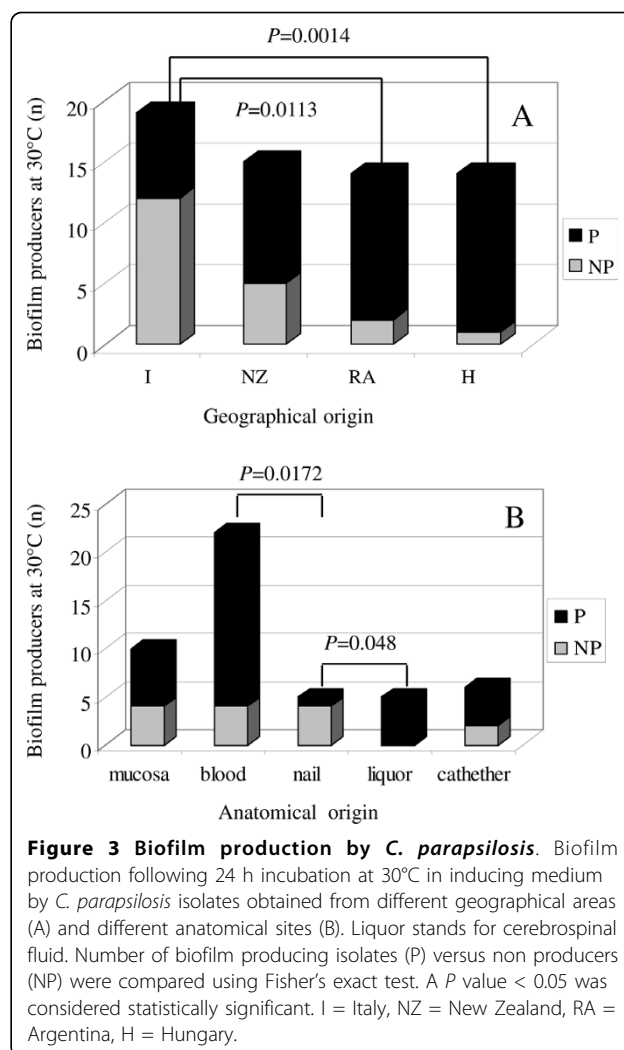 P=0.0014
20
P=0.0113
A
15
10
5
0
Biofilm producers at 30°C (n)
P
NP
I NZ RA H
Geographical origin
P=0.0172
25
B
20
15
P=0.048
10
5
0
Biofilm producers at 30°C (n)
P
NP
mucosa blood nail liquor cathether
Anatomical origin
Figure 3 Biofilm production by C. parapsilosis. Biofilm
production following 24 h incubation at 30°C in inducing medium
by C. parapsilosis isolates obtained from different geographical areas
(A) and different anatomical sites (B). Liquor stands for cerebrospinal
fluid. Number of biofilm producing isolates (P) versus non producers
(NP) were compared using Fisher's exact test. A P value < 0.05 was
considered statistically significant. I = Italy, NZ = New Zealand, RA =
Argentina, H = Hungary.